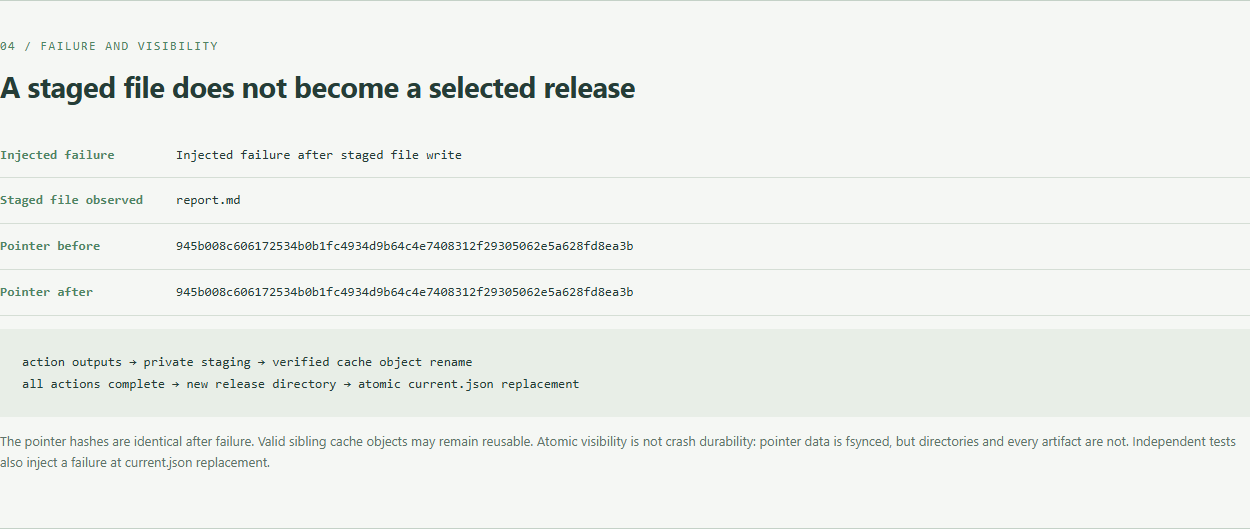 04 / FAILURE AND VISIBILITY
A staged file does not become a selected release
Injected failure Injected failure after staged file write
Staged file observed report.md
Pointer before 945b008c606172534b0b1fc4934d9b64c4e7408312f29305062e5a628fd8ea3b
Pointer after 945b008c606172534b0b1fc4934d9b64c4e7408312f29305062e5a628fd8ea3b
action outputs → private staging → verified cache object rename
all actions complete → new release directory → atomic current.json replacement
The pointer hashes are identical after failure. Valid sibling cache objects may remain reusable. Atomic visibility is not crash durability: pointer data is fsynced, but directories and every artifact are not. Independent tests
also inject a failure at current.json replacement.